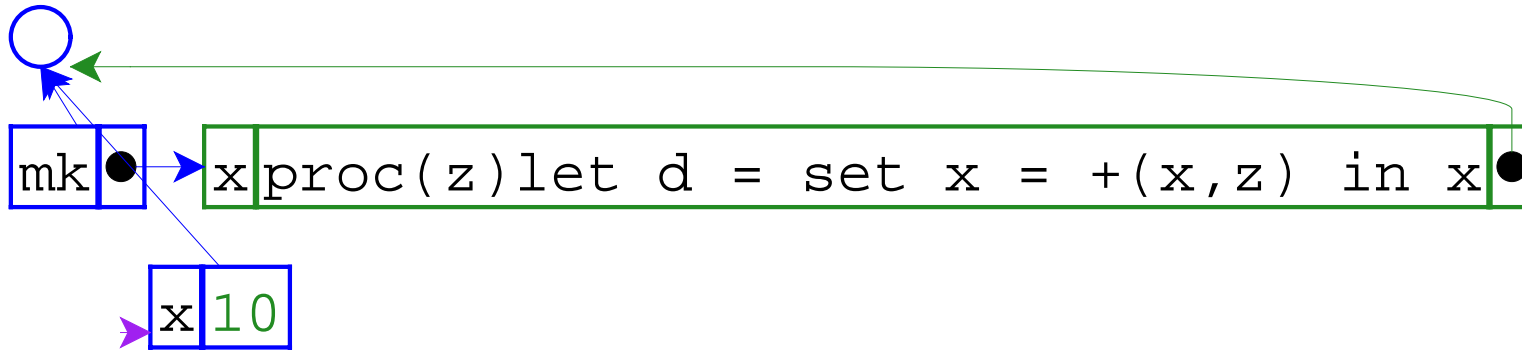 mk x proc(z)let d = set x = +(x,z) in x
x 10